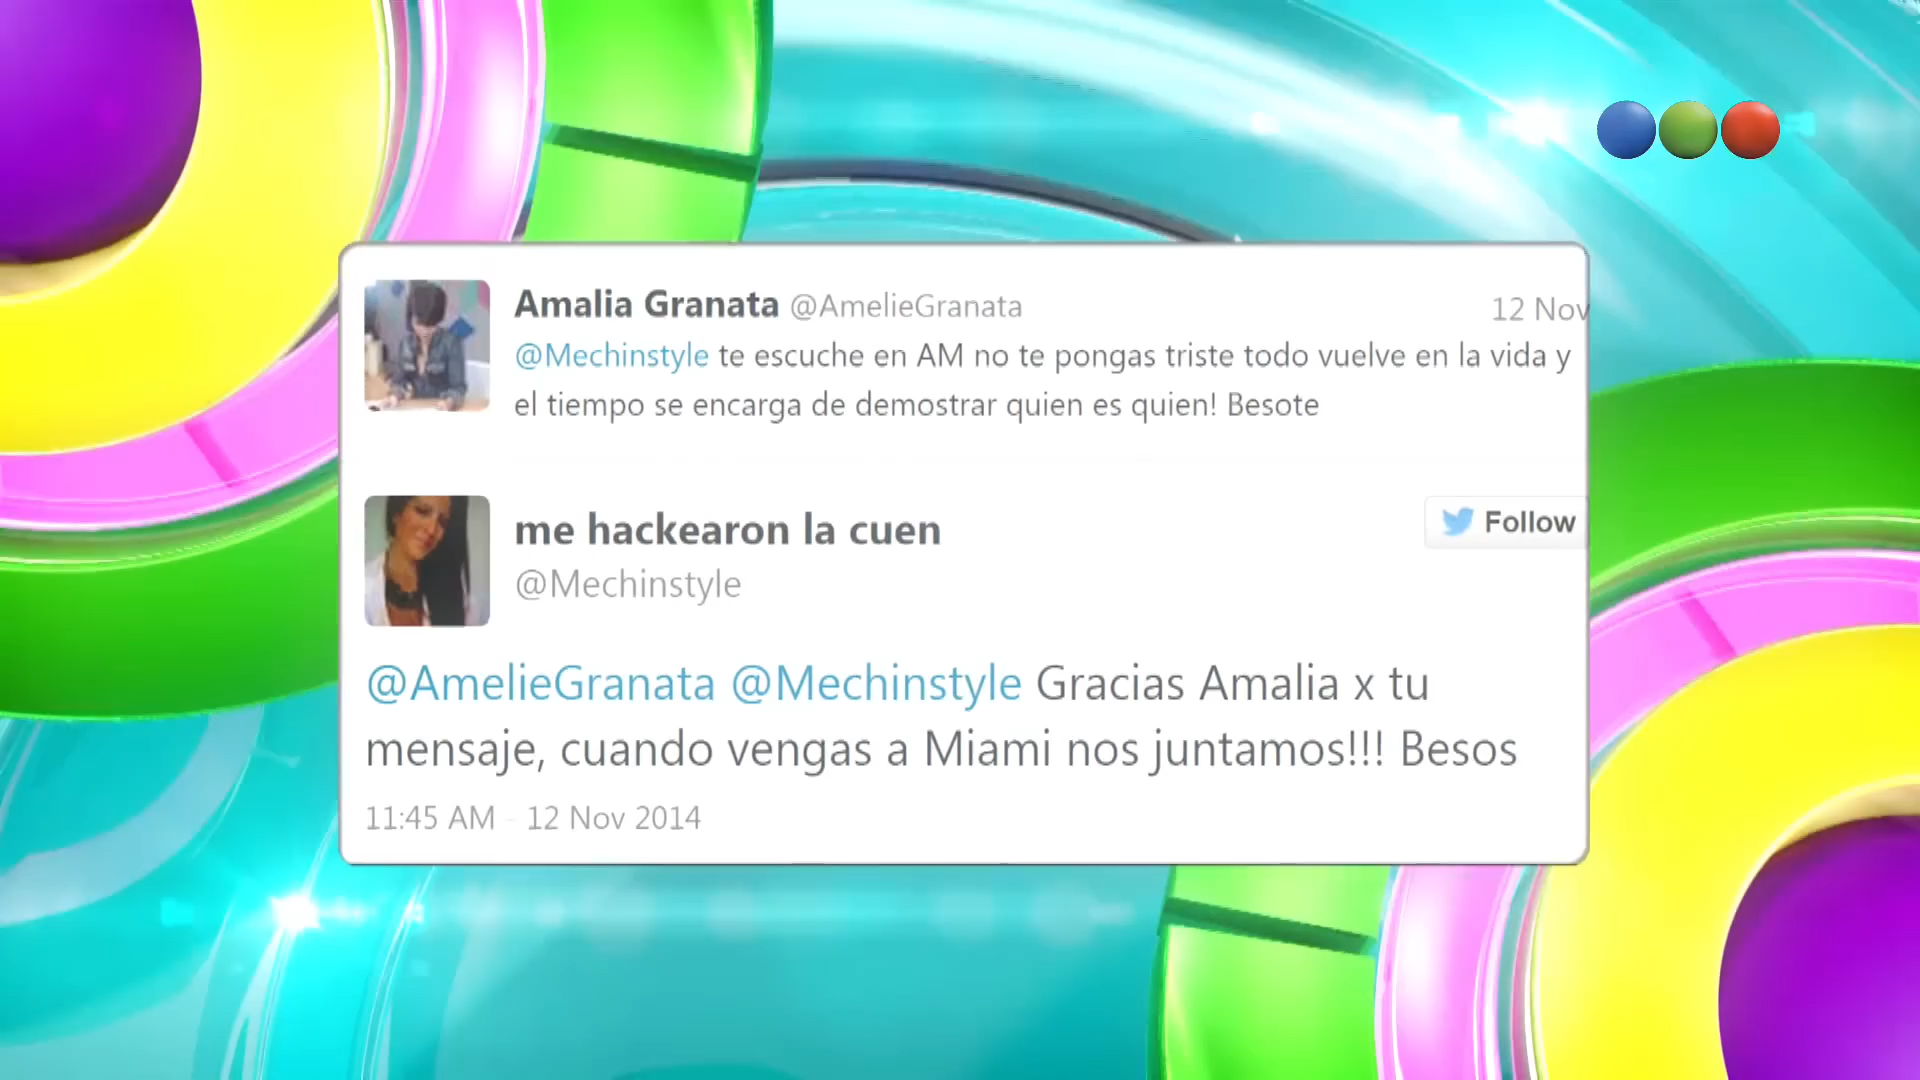 Amalia Granata @AmelieGranata 12 Nov
@Mechinstyle te escuche en AM no te pongas triste todo vuelve en la vida y
el tiempo se encarga de demostrar quien es quien! Besote
me hackearon la cuen
Follow
@Mechinstyle
@AmelieGranata @Mechinstyle Gracias Amalia x tu
mensaje, cuando vengas a Miami nos juntamos!!! Besos
11:45 AM - 12 Nov 2014